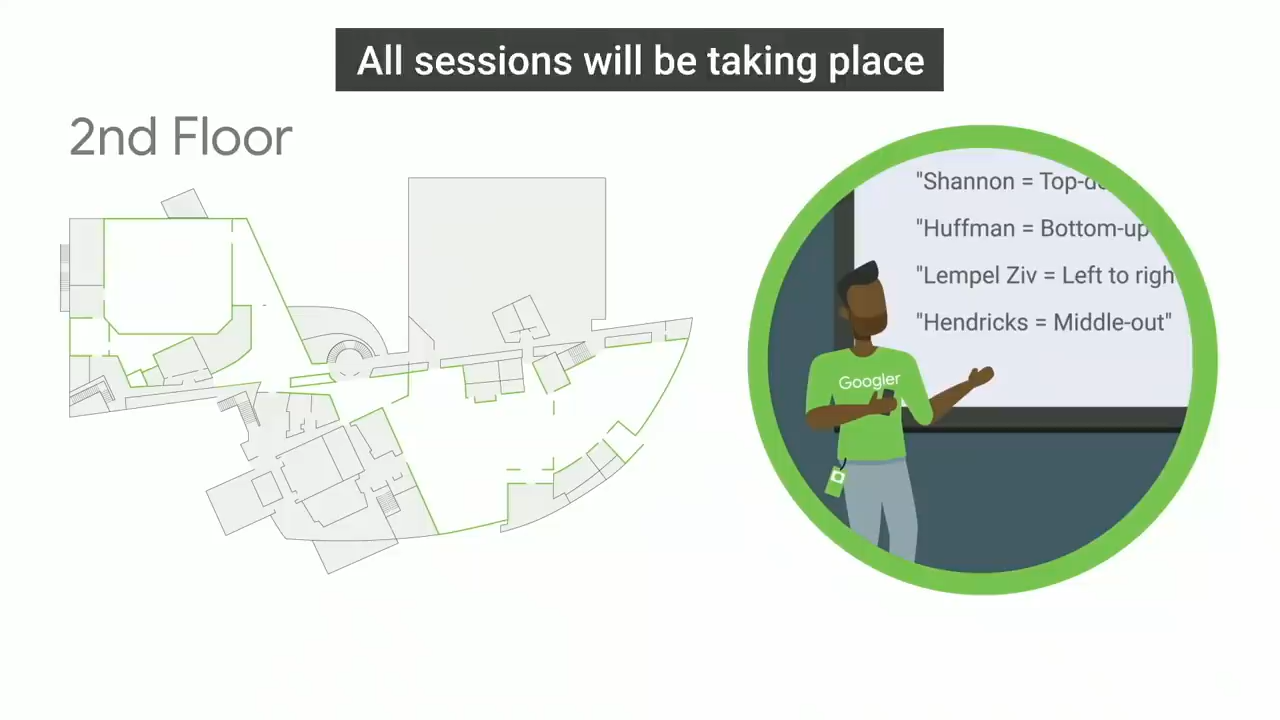 All sessions will be taking place
2nd Floor
"Shannon = Top-do
"Huffman = Bottom-up
"Lempel Ziv = Left to righ
"Hendricks = Middle-out"
Googler